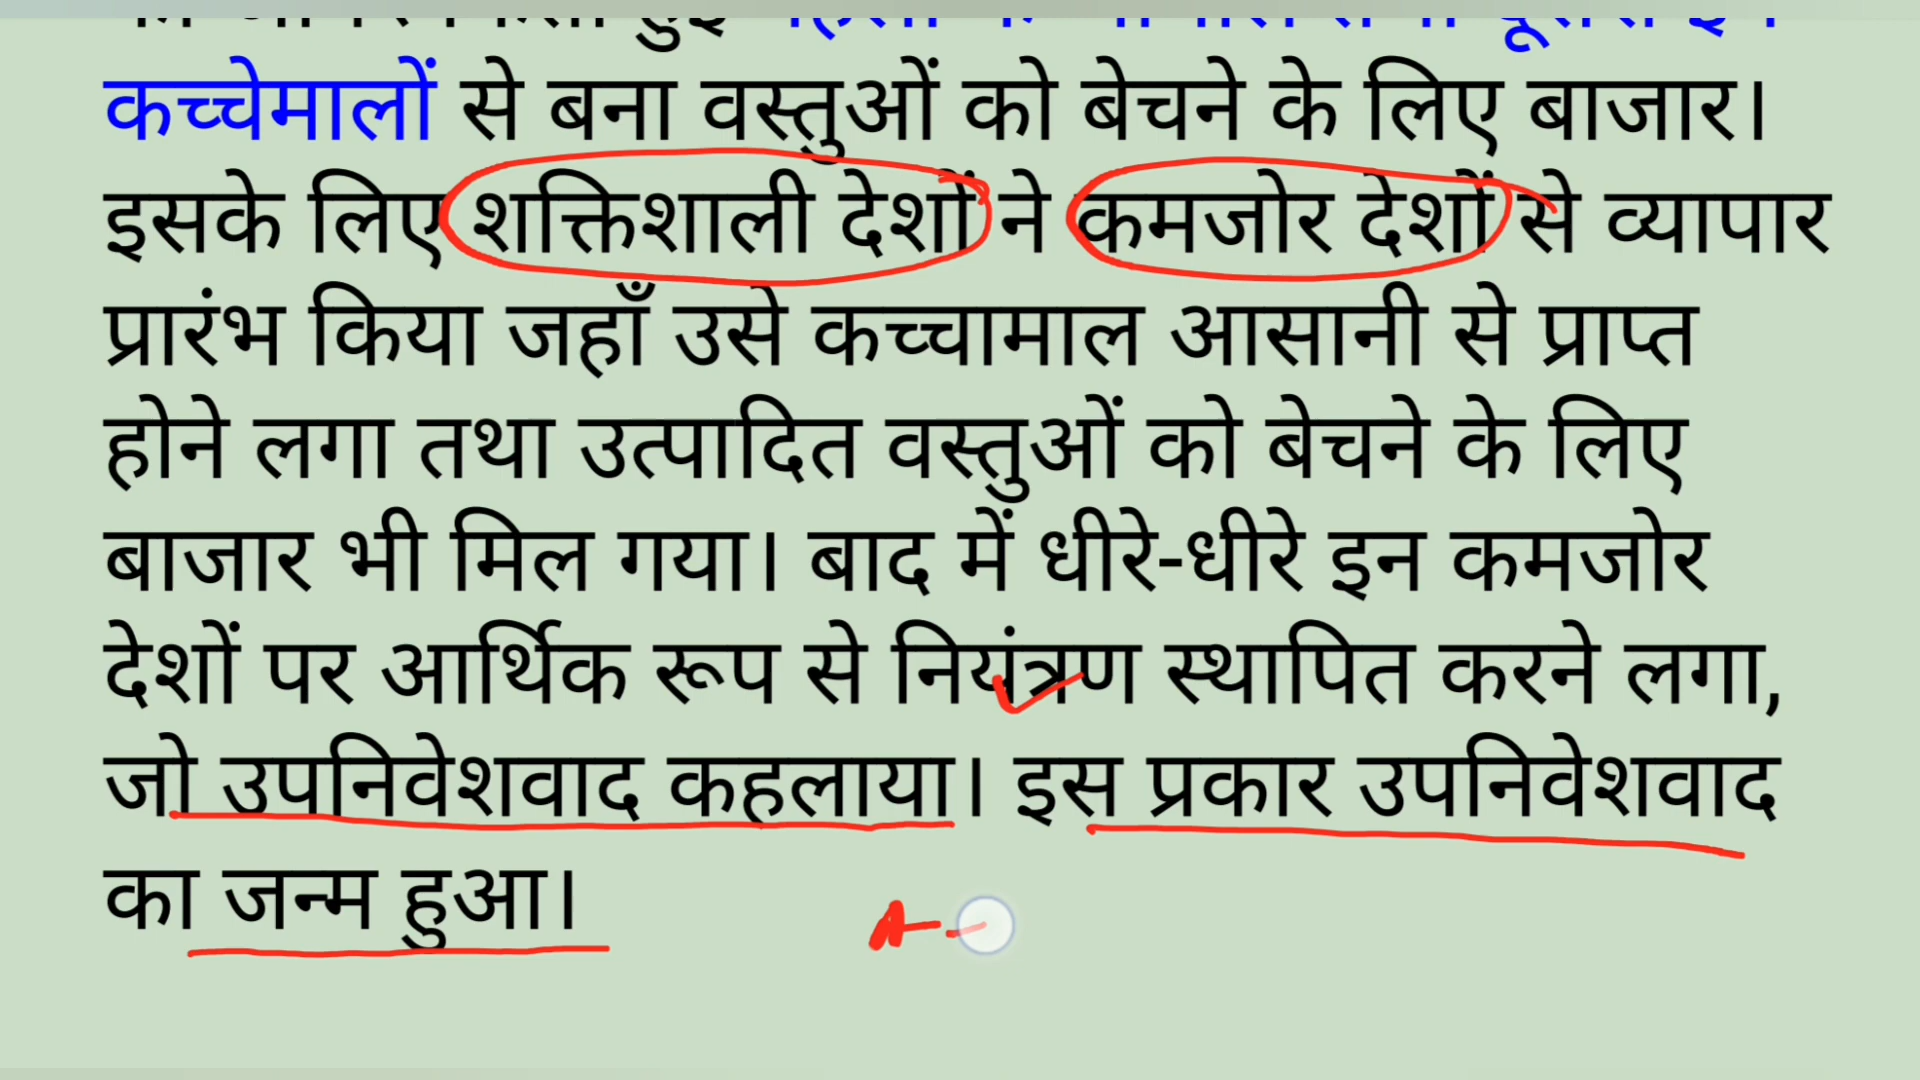 कच्चेमालों से बना वस्तुओं को बेचने के लिए बाजार।
इसके लिए शक्तिशाली देशों ने कमजोर देशों से व्यापार
प्रारंभ किया जहाँ उसे कच्चामाल आसानी से प्राप्त
होने लगा तथा उत्पादित वस्तुओं को बेचने के लिए
बाजार भी मिल गया। बाद में धीरे-धीरे इन कमजोर
देशों पर आर्थिक रूप से नियंत्रण स्थापित करने लगा,
जो उपनिवेशवाद कहलाया। इस प्रकार उपनिवेशवाद
का जन्म हुआ।